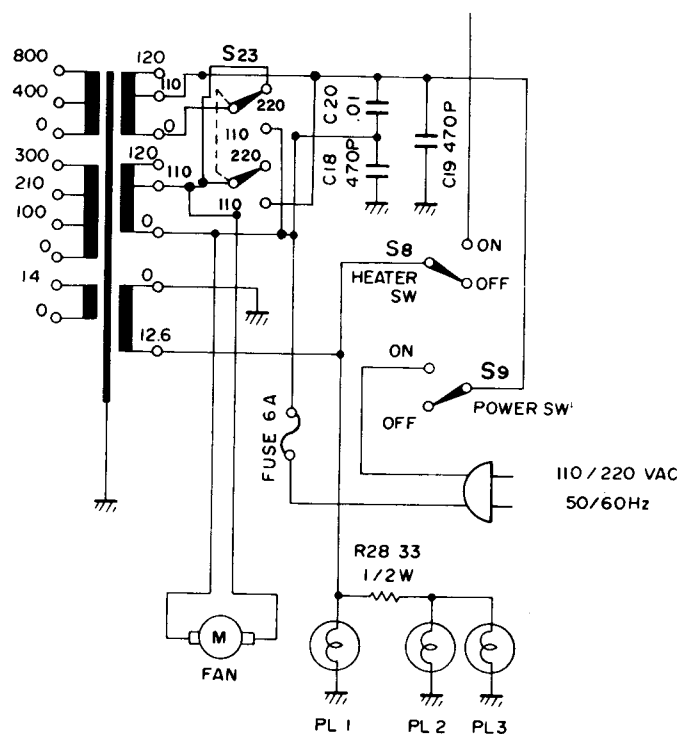 800
400
0
300
210
100
0
14
0
120
110
0
120
110
0
0
12.6
S23
220
110
220
110
C20
.01
C18
470P
C19 470P
ON
S8
HEATER
SW
OFF
ON
S9
OFF
POWER SW
FUSE 6A
110/220 VAC
50/60Hz
R28 33
1/2W
M
FAN
PL 1
PL 2
PL3